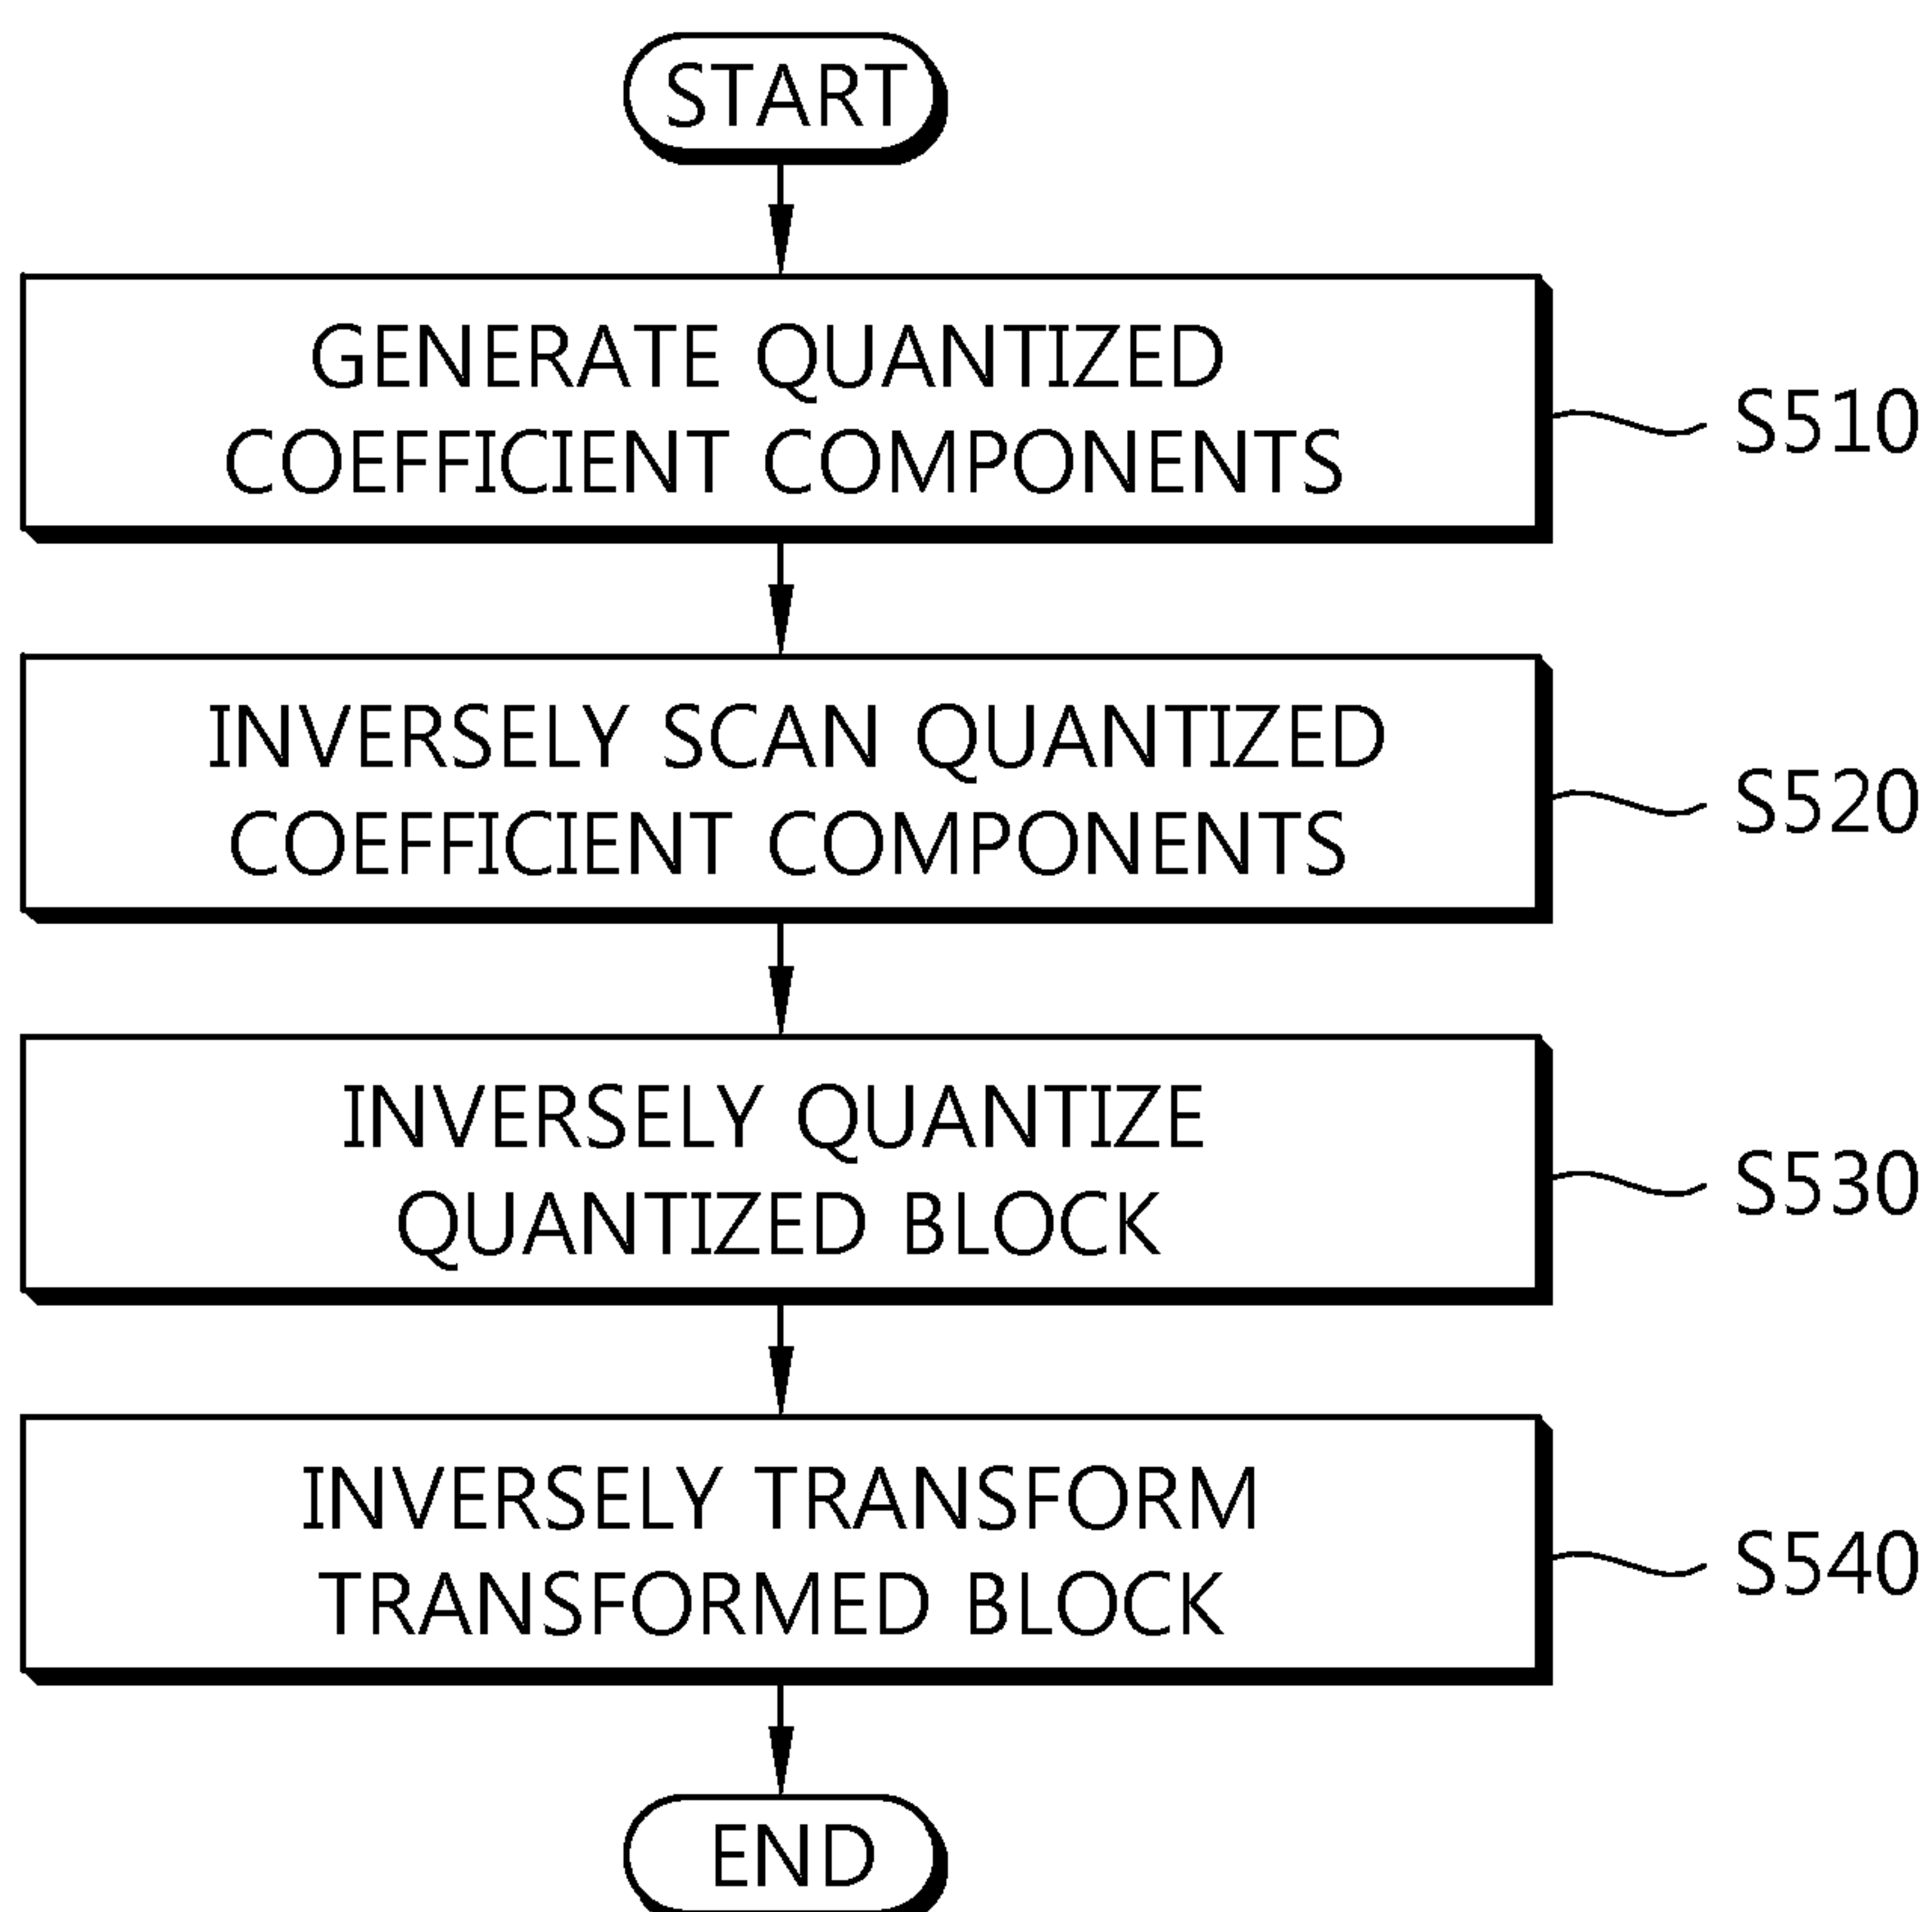 START
GENERATE QUANTIZED
COEFFICIENT COMPONENTS
S510
INVERSELY SCAN QUANTIZED
COEFFICIENT COMPONENTS
S520
INVERSELY QUANTIZE
QUANTIZED BLOCK
S530
INVERSELY TRANSFORM
TRANSFORMED BLOCK
S540
END